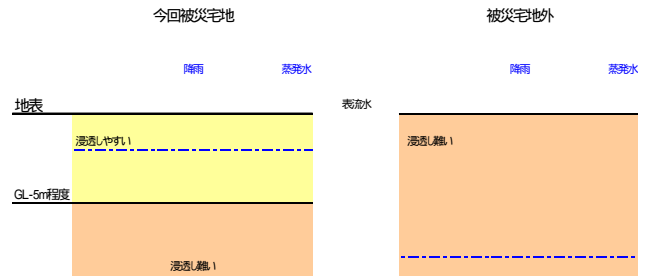 今回被災宅地
被災宅地外
降雨
蒸発水
降雨
蒸発水
地表
表流水
浸透しやすい
浸透し難い
GL-5m程度
浸透し難い